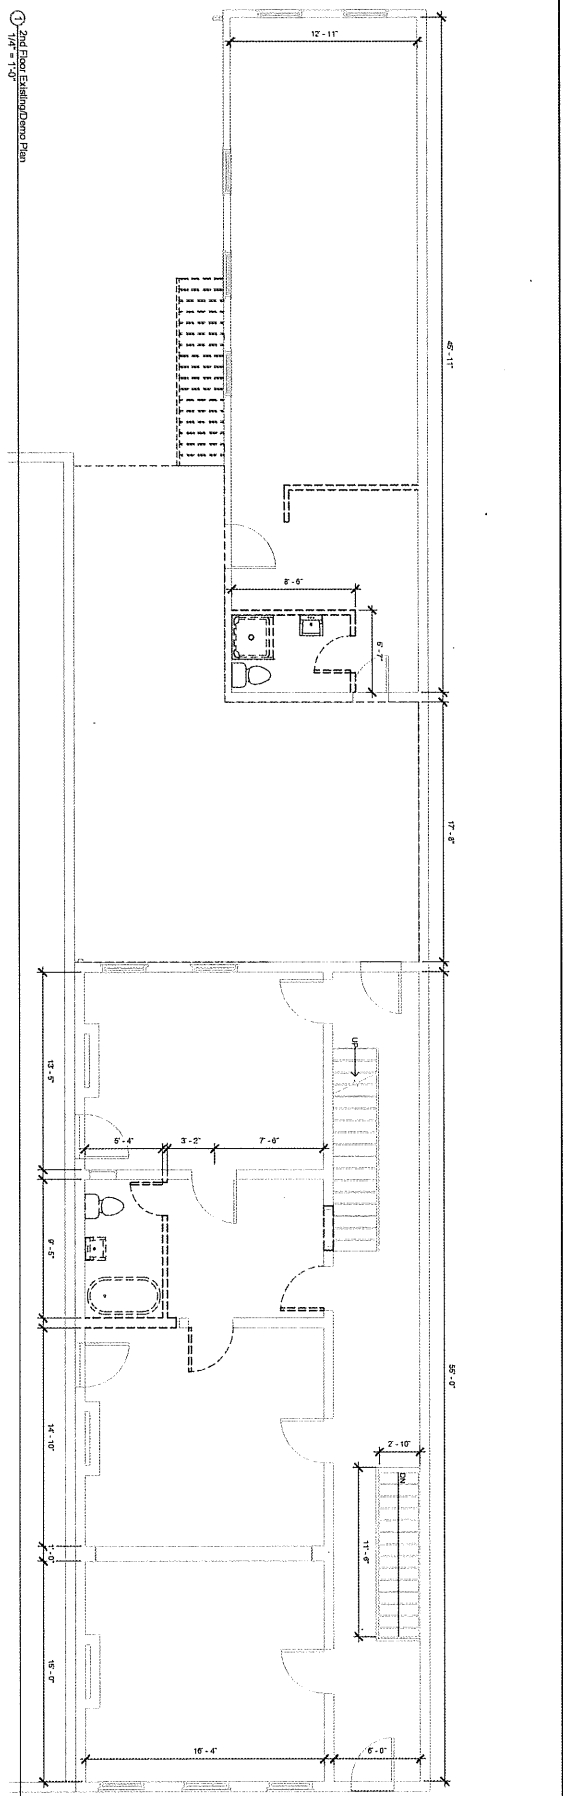 1
2nd Floor Existing/Demo Plan
1/4" = 1'-0"
12' - 11"
45' - 11"
8' - 6"
6' - 7"
17' - 8"
UP
13' - 5"
5' - 4"
3' - 2"
7' - 6"
9' - 5"
55' - 0"
14' - 10"
2' - 10"
DN
11' - 6"
1' - 0"
15' - 0"
16' - 4"
6' - 0"